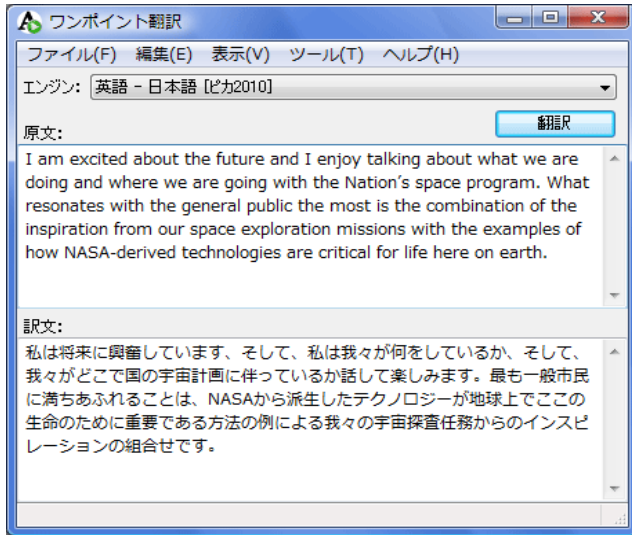 ワンポイント翻訳
ファイル(F) 編集(E) 表示(V) ツール(T) ヘルプ(H)
エンジン: 英語 - 日本語 [ピカ2010]
原文:
翻訳
I am excited about the future and I enjoy talking about what we are
doing and where we are going with the Nation's space program. What
resonates with the general public the most is the combination of the
inspiration from our space exploration missions with the examples of
how NASA-derived technologies are critical for life here on earth.
訳文:
私は将来に興奮しています、そして、私は我々が何をしているか、そして、
我々がどこで国の宇宙計画に伴っているか話して楽しみます。最も一般市民
に満ちあふれることは、NASAから派生したテクノロジーが地球上でここの
生命のために重要である方法の例による我々の宇宙探査任務からのインスピ
レーションの組合せです。